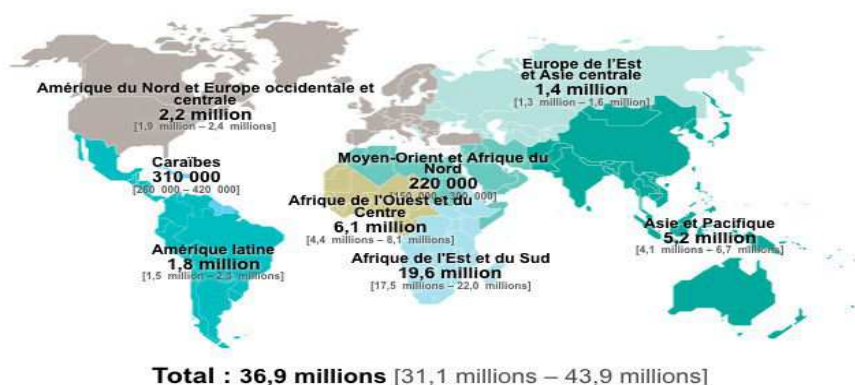 Amérique du Nord et Europe occidentale et
centrale
2,2 million
[1,9 million – 2,4 millions]
Europe de l'Est
et Asie centrale
1,4 million
[1,3 million – 1,6 million]
Caraïbes
310 000
[260 000 – 420 000]
Moyen-Orient et Afrique du
Nord
220 000
[150 000 – 300 000]
Afrique de l'Ouest et du
Centre
6,1 million
[4,4 millions – 8,1 millions]
Asie et Pacifique
5,2 million
[4,1 millions – 6,7 millions]
Amérique latine
1,8 million
[1,5 million – 2,3 millions]
Afrique de l'Est et du Sud
19,6 million
[17,5 millions – 22,0 millions]
Total : 36,9 millions [31,1 millions – 43,9 millions]